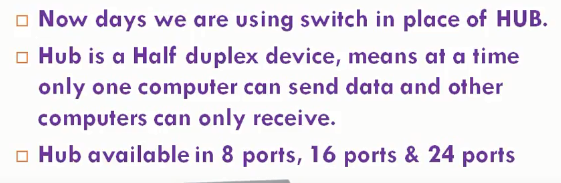 Now days we are using switch in place of HUB.
Hub is a Half duplex device, means at a time
only one computer can send data and other
computers can only receive.
Hub available in 8 ports, 16 ports & 24 ports